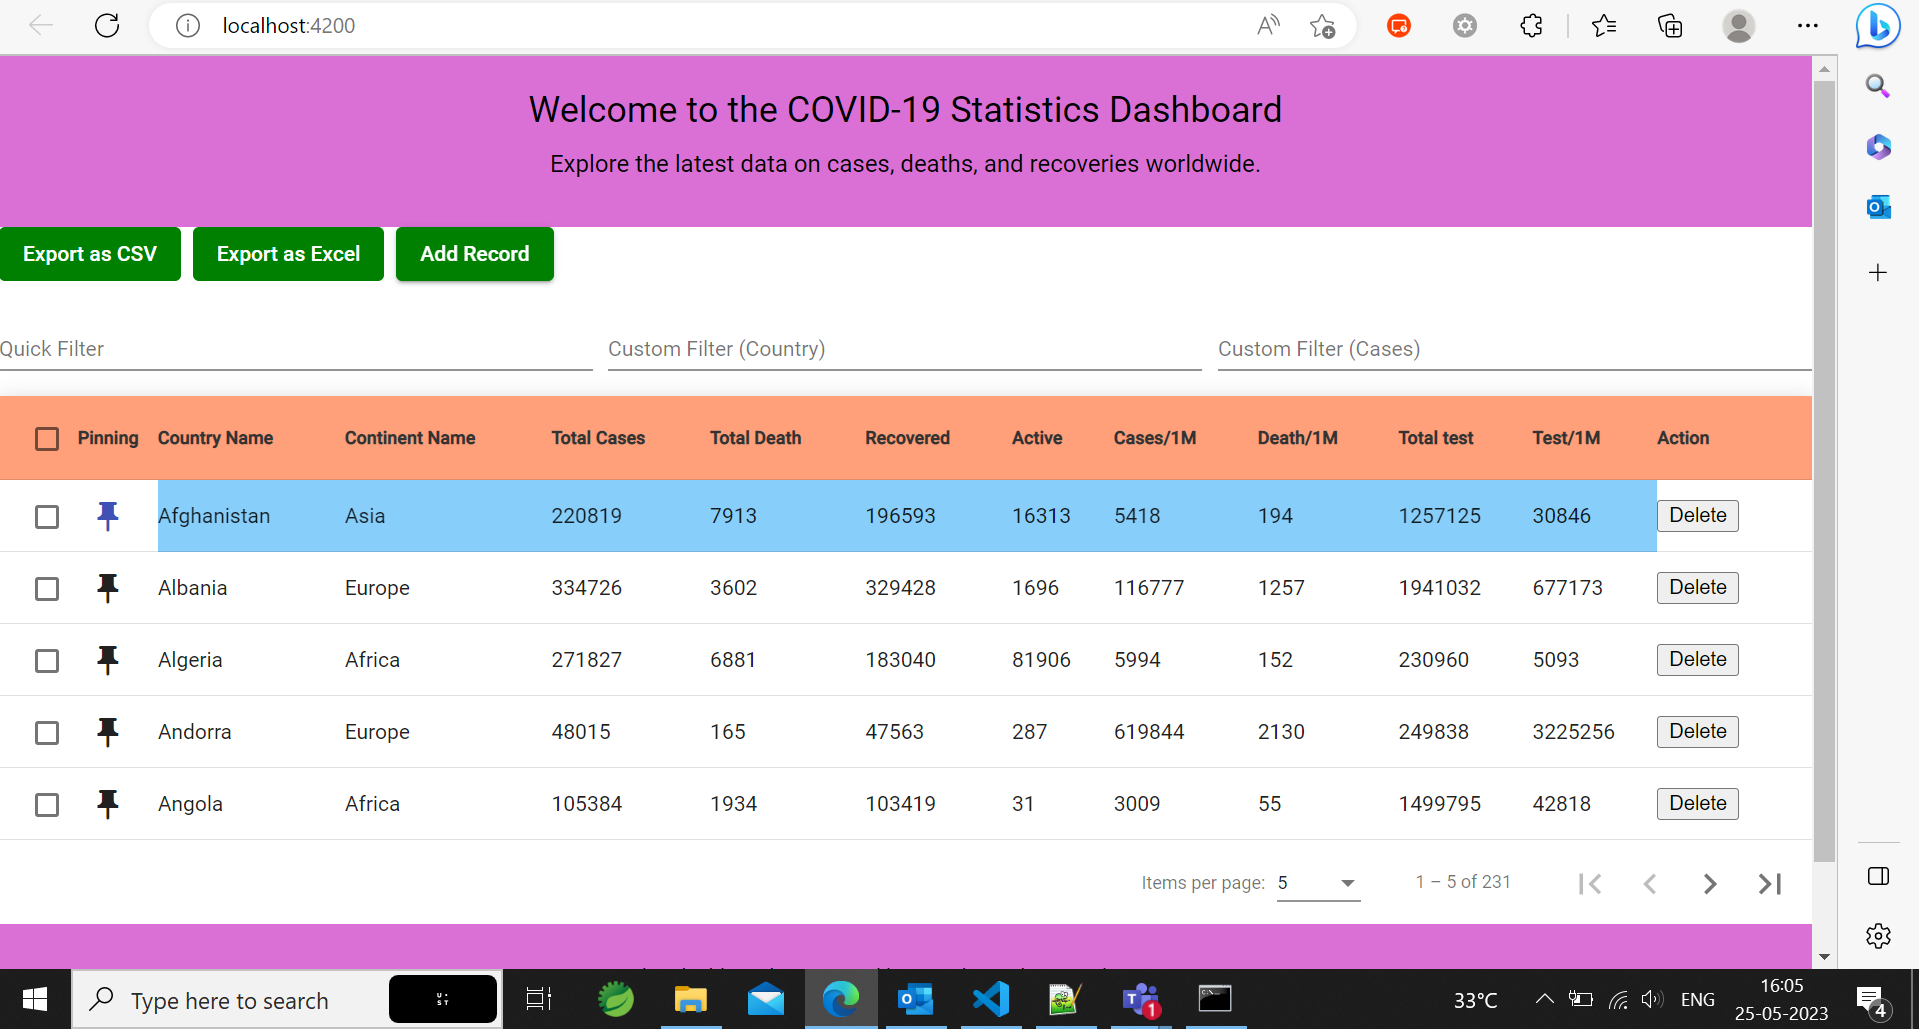 localhost:4200
Welcome to the COVID-19 Statistics Dashboard
Explore the latest data on cases, deaths, and recoveries worldwide.
Export as CSV Export as Excel Add Record
Quick Filter Custom Filter (Country) Custom Filter (Cases)
Pinning Country Name Continent Name Total Cases Total Death Recovered Active Cases/1M Death/1M Total test Test/1M Action
Afghanistan Asia 220819 7913 196593 16313 5418 194 1257125 30846 Delete
Albania Europe 334726 3602 329428 1696 116777 1257 1941032 677173 Delete
Algeria Africa 271827 6881 183040 81906 5994 152 230960 5093 Delete
Andorra Europe 48015 165 47563 287 619844 2130 249838 3225256 Delete
Angola Africa 105384 1934 103419 31 3009 55 1499795 42818 Delete
Items per page: 5 1 – 5 of 231
Type here to search
1
33°C ENG
16:05
25-05-2023
4